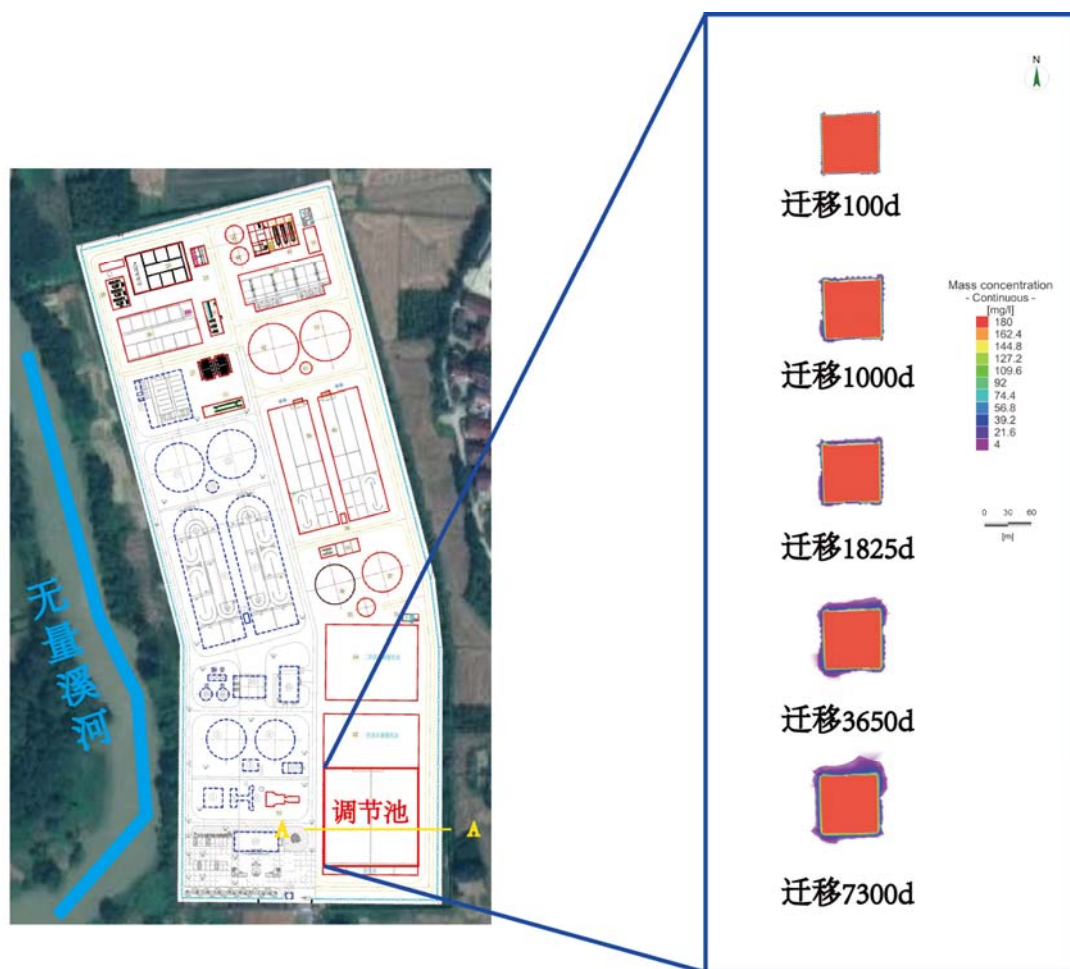 无量溪河
调节池
A
A
N
迁移100d
迁移1000d
Mass concentration
- Continuous -
[mg/l]
180
162.4
144.8
127.2
109.6
92
74.4
56.8
39.2
21.6
4
迁移1825d
0 30 60
[m]
迁移3650d
迁移7300d